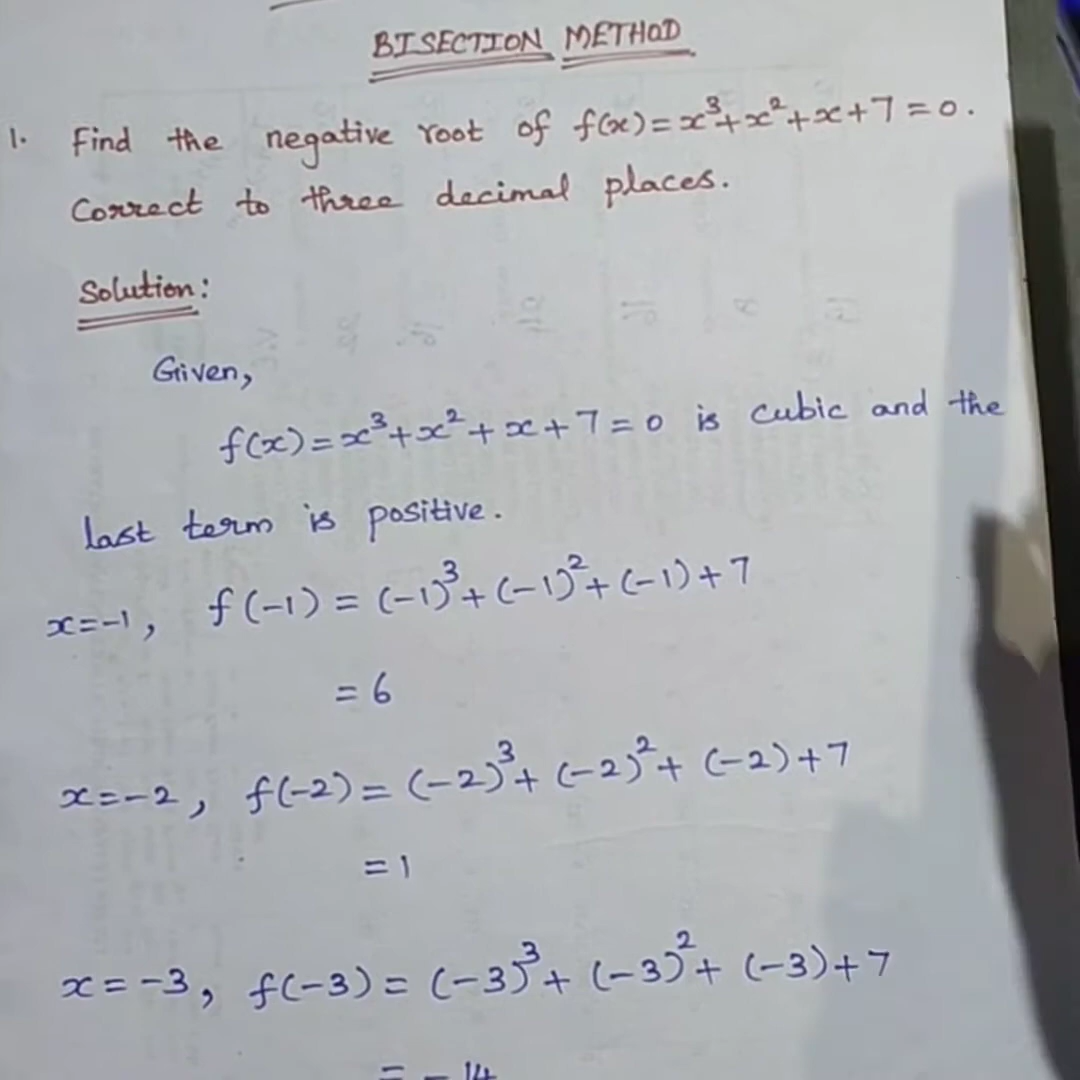 BISECTION METHOD
1. Find the negative root of f(x)=x³+x²+x+7=0.
Correct to three decimal places.
Solution:
Given,
f(x)=x³+x²+x+7=0 is cubic and the
last term is positive.
x=-1, f(-1) = (-1)³+(-1)²+(-1)+7
= 6
x=-2, f(-2) = (-2)³+(-2)²+(-2)+7
= 1
x=-3, f(-3) = (-3)³+(-3)²+(-3)+7
= -14